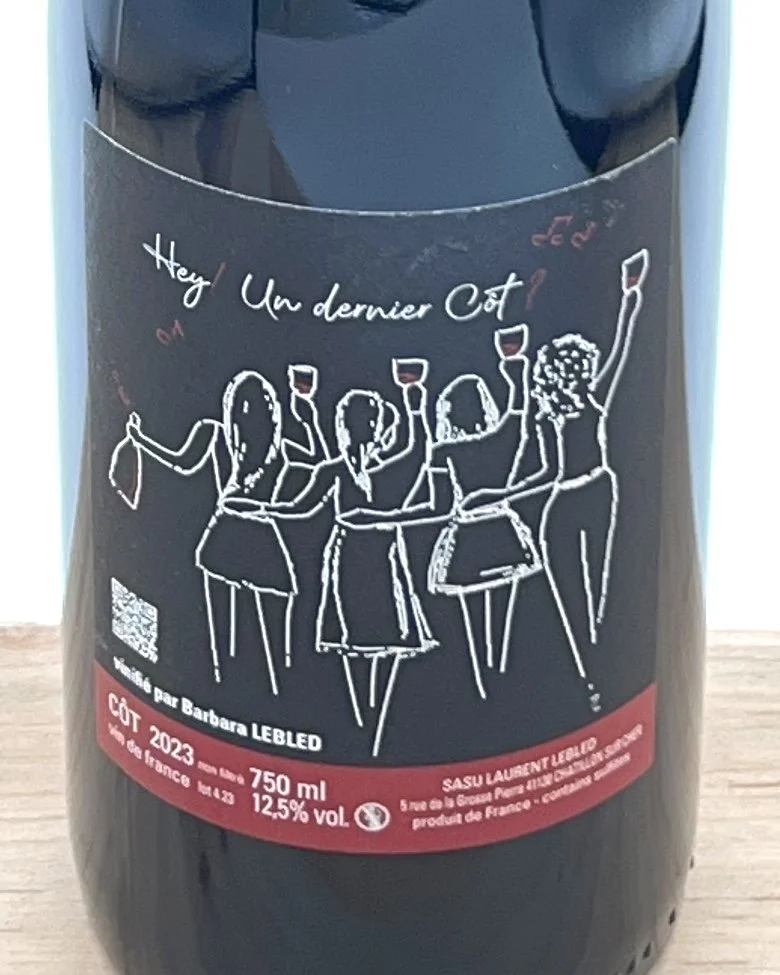 Hey! Un dernier Côt ?
vinifié par Barbara LEBLED
CÔT 2023 non filtré 750 ml
vin de france lot 4.23 12,5% vol.
SASU LAURENT LEBLED
5 rue de la Grosse Pierre 41130 CHATILLON SUR CHER
produit de France - contains sulfites